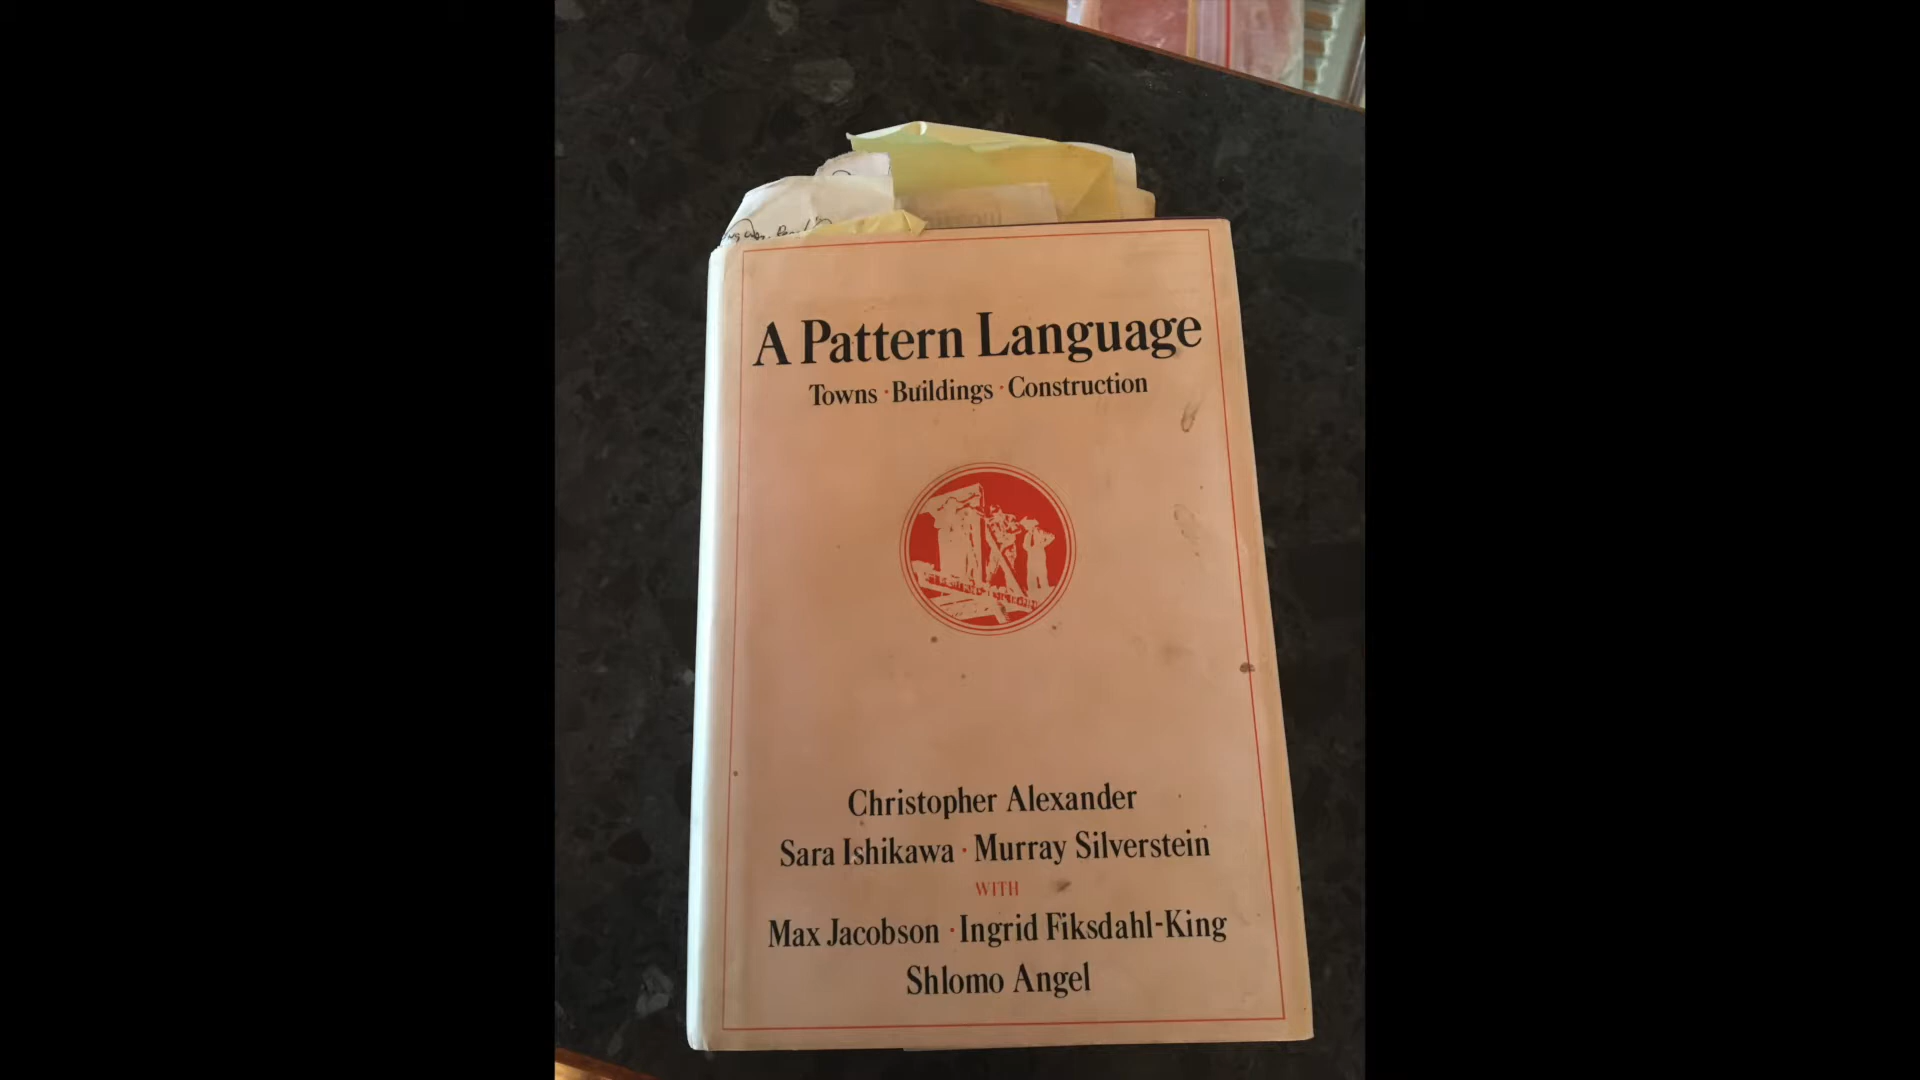 A Pattern Language
Towns · Buildings · Construction
Christopher Alexander
Sara Ishikawa · Murray Silverstein
WITH
Max Jacobson · Ingrid Fiksdahl-King
Shlomo Angel